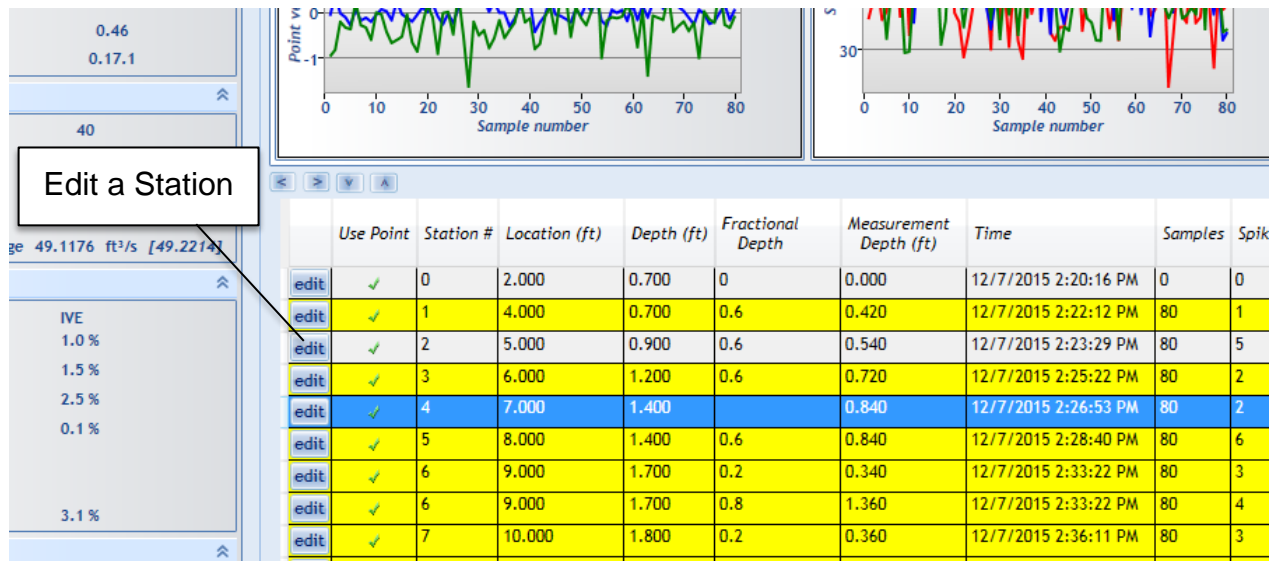 0.46
0.17.1
40
Edit a Station
49.1176 ft³/s [49.2214]
IVE
1.0 %
1.5 %
2.5 %
0.1 %
3.1 %
0
-1
0 10 20 30 40 50 60 70 80
Sample number
30
0 10 20 30 40 50 60 70 80
Sample number
< > v ʌ
Use Point Station # Location (ft) Depth (ft) Fractional Depth Measurement Depth (ft) Time Samples
edit 0 2.000 0.700 0 0.000 12/7/2015 2:20:16 PM 0 0
edit 1 4.000 0.700 0.6 0.420 12/7/2015 2:22:12 PM 80 1
edit 2 5.000 0.900 0.6 0.540 12/7/2015 2:23:29 PM 80 5
edit 3 6.000 1.200 0.6 0.720 12/7/2015 2:25:22 PM 80 2
edit 4 7.000 1.400 0.840 12/7/2015 2:26:53 PM 80 2
edit 5 8.000 1.400 0.6 0.840 12/7/2015 2:28:40 PM 80 6
edit 6 9.000 1.700 0.2 0.340 12/7/2015 2:33:22 PM 80 3
edit 6 9.000 1.700 0.8 1.360 12/7/2015 2:33:22 PM 80 4
edit 7 10.000 1.800 0.2 0.360 12/7/2015 2:36:11 PM 80 3